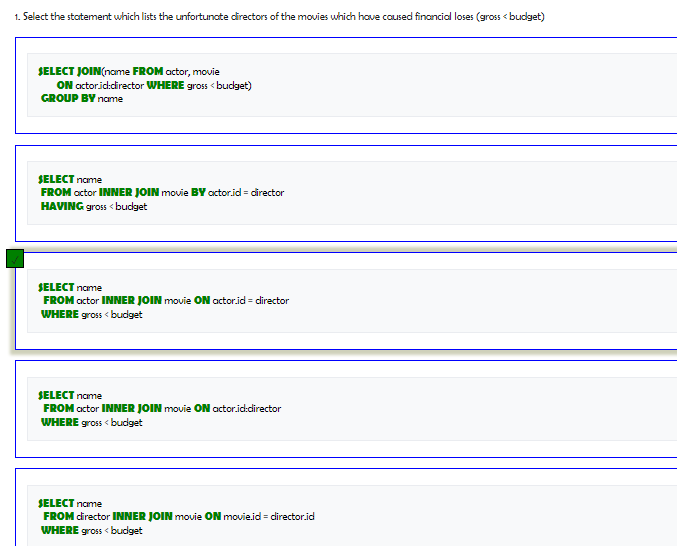 1. Select the statement which lists the unfortunate directors of the movies which have caused financial loses (gross < budget)
SELECT JOIN(name FROM actor, movie
ON actor.id:director WHERE gross < budget)
GROUP BY name
SELECT name
FROM actor INNER JOIN movie BY actor.id = director
HAVING gross < budget
SELECT name
FROM actor INNER JOIN movie ON actor.id = director
WHERE gross < budget
SELECT name
FROM actor INNER JOIN movie ON actor.id:director
WHERE gross < budget
SELECT name
FROM director INNER JOIN movie ON movie.id = director.id
WHERE gross < budget